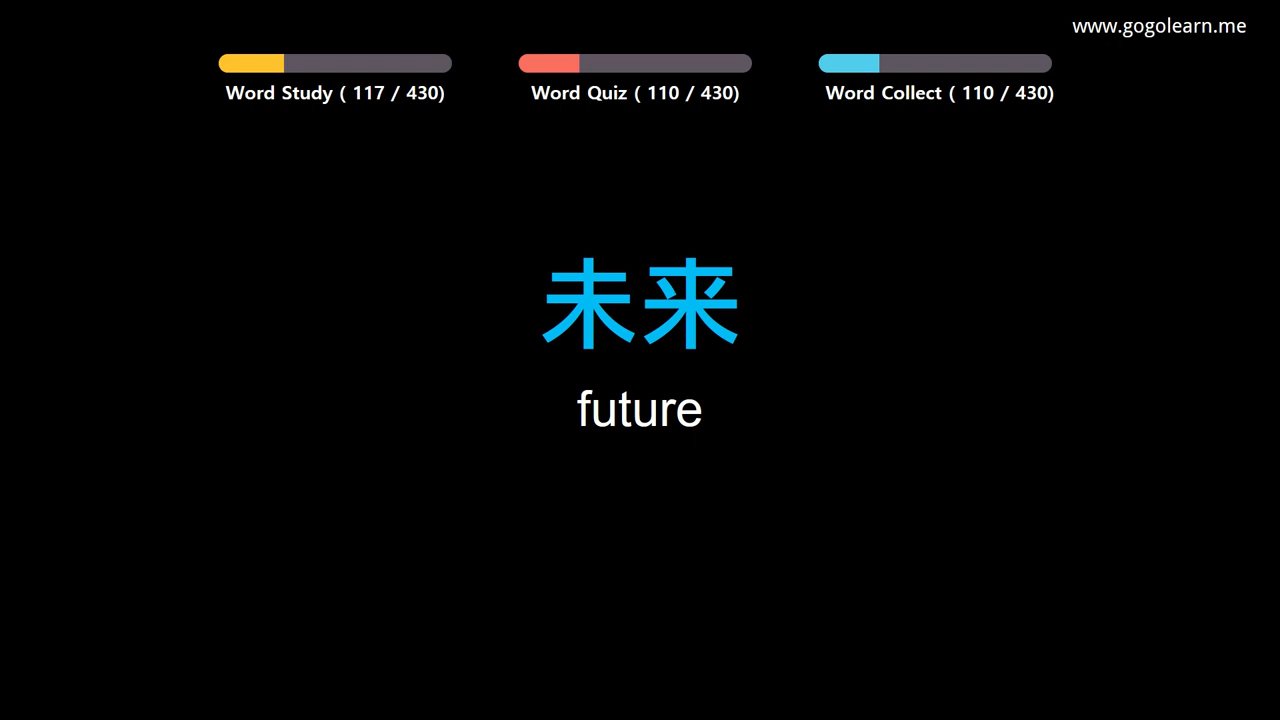 www.gogolearn.me
Word Study ( 117 / 430)
Word Quiz ( 110 / 430)
Word Collect ( 110 / 430)
未来
future